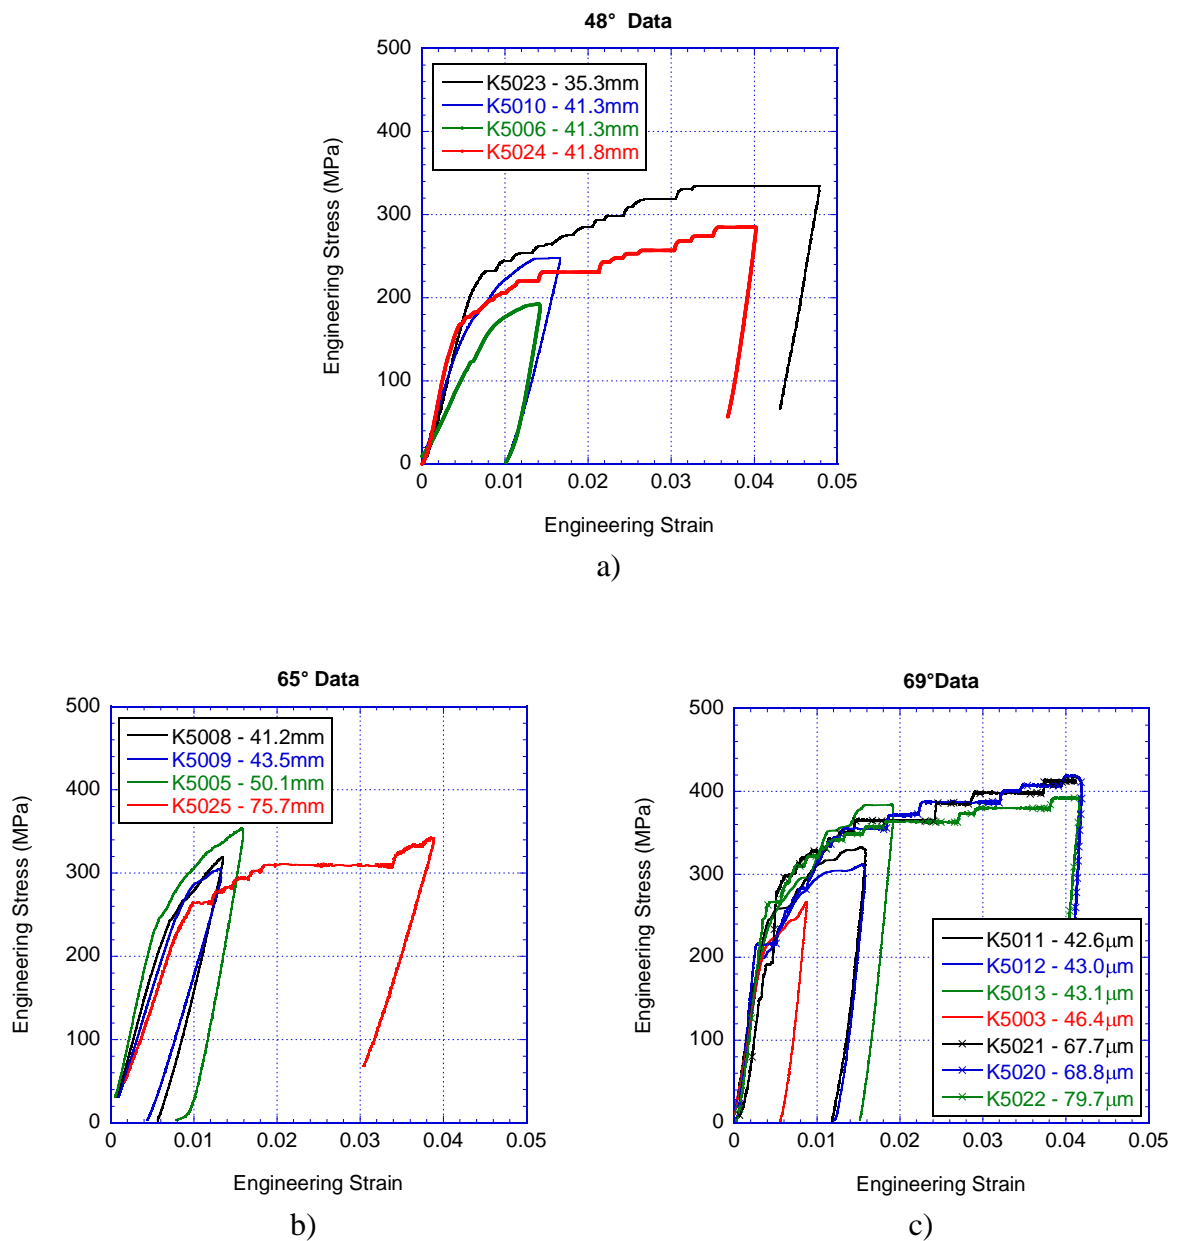 48° Data
Engineering Stress (MPa)
500
400
300
200
100
0
K5023 - 35.3mm
K5010 - 41.3mm
K5006 - 41.3mm
K5024 - 41.8mm
0 0.01 0.02 0.03 0.04 0.05
Engineering Strain
a)
65° Data
Engineering Stress (MPa)
500
400
300
200
100
0
K5008 - 41.2mm
K5009 - 43.5mm
K5005 - 50.1mm
K5025 - 75.7mm
0 0.01 0.02 0.03 0.04 0.05
Engineering Strain
b)
69°Data
Engineering Stress (MPa)
500
400
300
200
100
0
K5011 - 42.6μm
K5012 - 43.0μm
K5013 - 43.1μm
K5003 - 46.4μm
K5021 - 67.7μm
K5020 - 68.8μm
K5022 - 79.7μm
0 0.01 0.02 0.03 0.04 0.05
Engineering Strain
c)